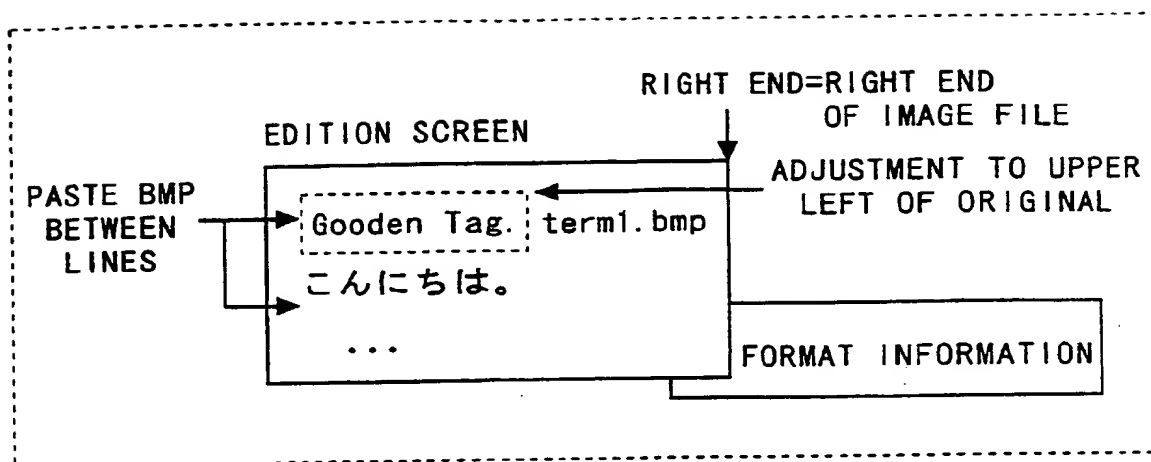 RIGHT END=RIGHT END
OF IMAGE FILE
EDITION SCREEN
ADJUSTMENT TO UPPER
LEFT OF ORIGINAL
PASTE BMP
BETWEEN
LINES
Gooden Tag. term1.bmp
こんにちは。
...
FORMAT INFORMATION